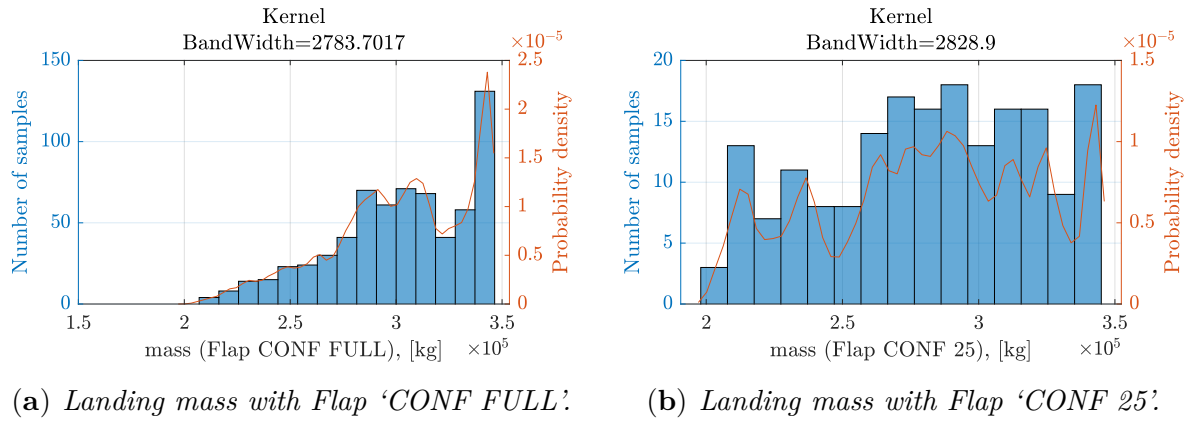 Kernel
BandWidth=2783.7017
×10⁻⁵
150
100
50
0
Number of samples
2.5
2
1.5
1
0.5
0
Probability density
1.5
2
2.5
3
3.5
mass (Flap CONF FULL), [kg]
×10⁵
(a) Landing mass with Flap ‘CONF FULL’.
Kernel
BandWidth=2828.9
×10⁻⁵
20
15
10
5
0
Number of samples
1.5
1
0.5
0
Probability density
2
2.5
3
3.5
mass (Flap CONF 25), [kg]
×10⁵
(b) Landing mass with Flap ‘CONF 25’.